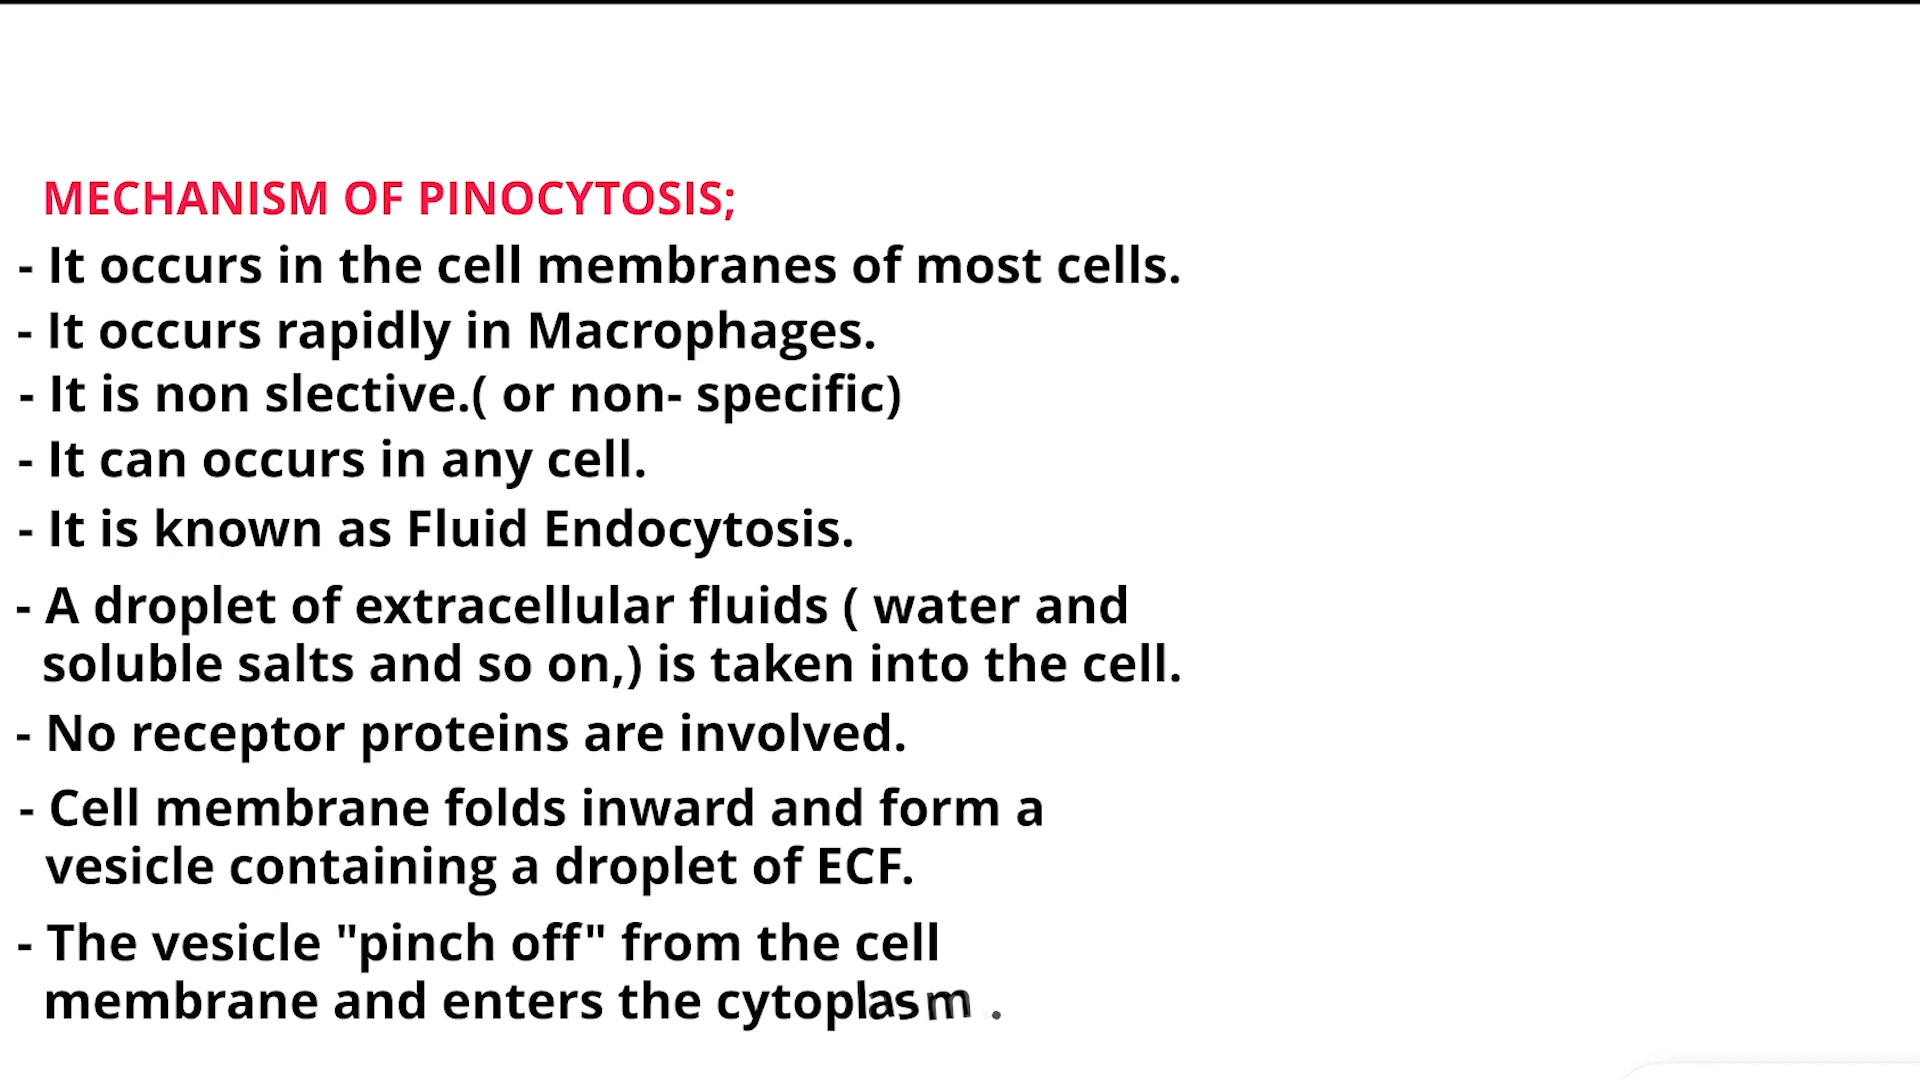 MECHANISM OF PINOCYTOSIS;
- It occurs in the cell membranes of most cells.
- It occurs rapidly in Macrophages.
- It is non slective.( or non- specific)
- It can occurs in any cell.
- It is known as Fluid Endocytosis.
- A droplet of extracellular fluids ( water and
soluble salts and so on,) is taken into the cell.
- No receptor proteins are involved.
- Cell membrane folds inward and form a
vesicle containing a droplet of ECF.
- The vesicle "pinch off" from the cell
membrane and enters the cytoplasm .